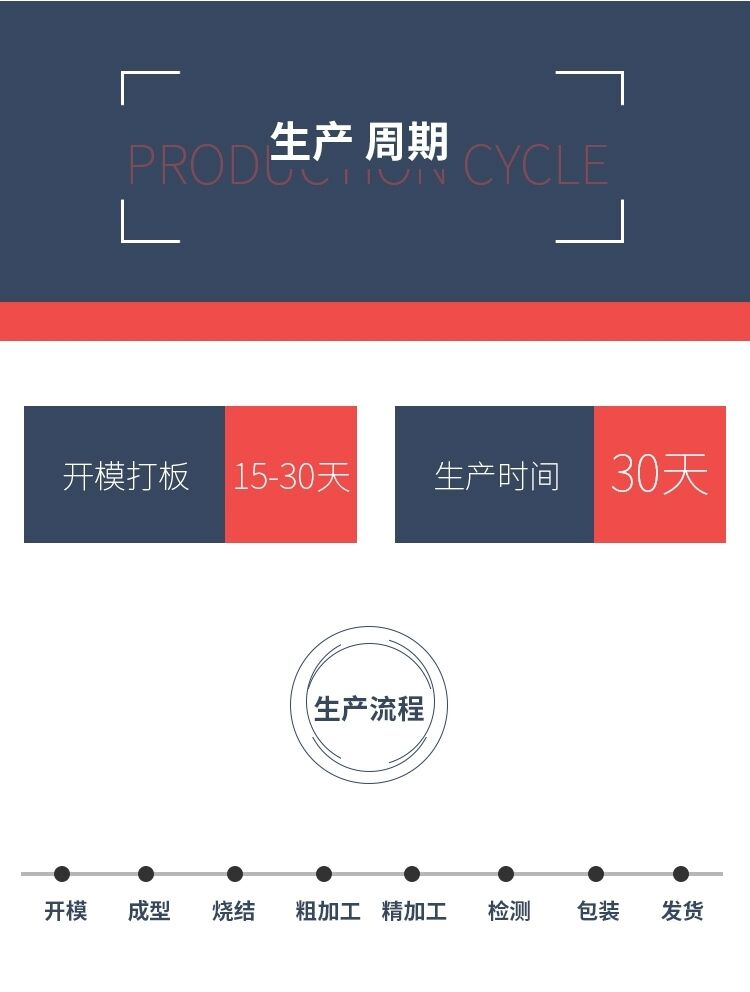 生产 周期
PRODUCTION CYCLE
开模打板 15-30天
生产时间 30天
生产流程
开模 成型 烧结 粗加工 精加工 检测 包装 发货